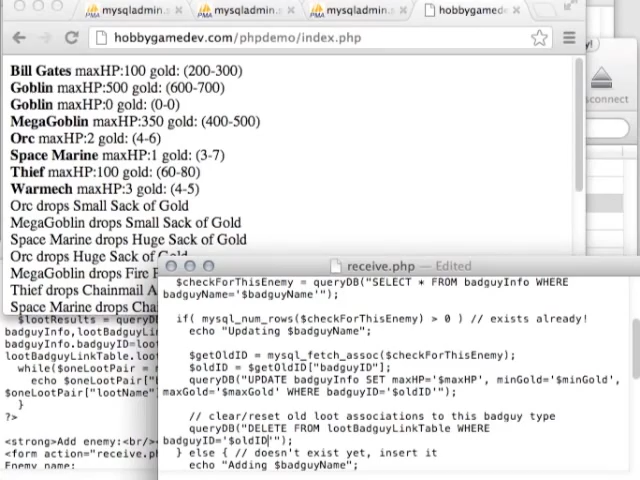 mysqladmin.s
mysqladmin.s
mysqladmin.s
hobbygamede
hobbygamedev.com/phpdemo/index.php
Bill Gates maxHP:100 gold: (200-300)
Goblin maxHP:500 gold: (600-700)
Goblin maxHP:0 gold: (0-0)
MegaGoblin maxHP:350 gold: (400-500)
Orc maxHP:2 gold: (4-6)
Space Marine maxHP:1 gold: (3-7)
Thief maxHP:100 gold: (60-80)
Warmech maxHP:3 gold: (4-5)
Orc drops Small Sack of Gold
MegaGoblin drops Small Sack of Gold
Space Marine drops Huge Sack of Gold
Orc drops Huge Sack of Gold
MegaGoblin drops Fire
Thief drops Chainmail A
Space Marine drops Cha
y!
sconnect
$lootResults = query
badguyInfo,lootBadguyLi
badguyInfo.badguyID=loo
lootBadguyLinkTable.loo
while($oneLootPair = m
echo $oneLootPair["
$oneLootPair["lootName"
}
?>
<strong>Add enemy:<br/>
<form action="receive.p
Enemy name:
receive.php — Edited
$checkForThisEnemy = queryDB("SELECT * FROM badguyInfo WHERE
badguyName='$badguyName'");
if( mysql_num_rows($checkForThisEnemy) > 0 ) // exists already!
echo "Updating $badguyName";
$getOldID = mysql_fetch_assoc($checkForThisEnemy);
$oldID = $getOldID["badguyID"];
queryDB("UPDATE badguyInfo SET maxHP='$maxHP', minGold='$minGold',
maxGold='$maxGold' WHERE badguyID='$oldID'");
// clear/reset old loot associations to this badguy type
queryDB("DELETE FROM lootBadguyLinkTable WHERE
badguyID='$oldID'");
} else { // doesn't exist yet, insert it
echo "Adding $badguyName";